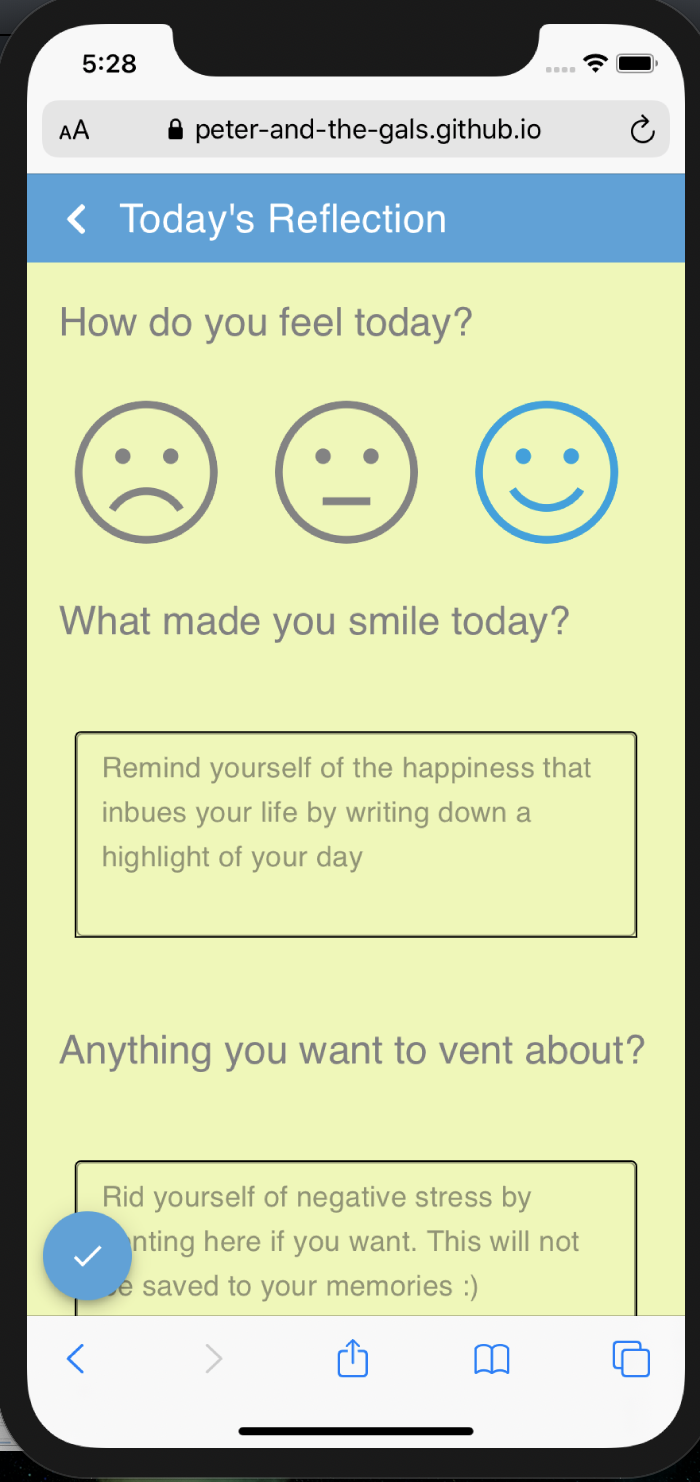 5:28
AA peter-and-the-gals.github.io
Today's Reflection
How do you feel today?
What made you smile today?
Remind yourself of the happiness that
inbues your life by writing down a
highlight of your day
Anything you want to vent about?
Rid yourself of negative stress by
nting here if you want. This will not
e saved to your memories :)